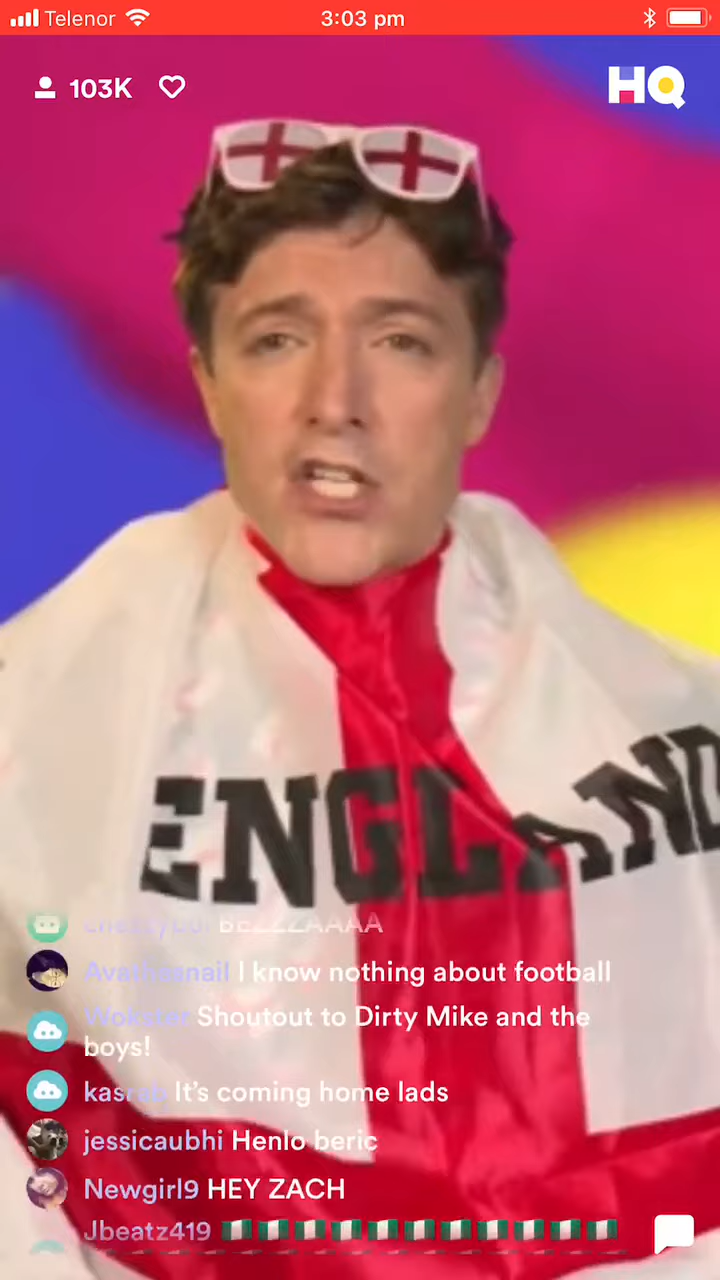 Telenor
3:03 pm
103K
HQ
ENGLAND
BEZZZAAAA
Avathasnail I know nothing about football
Shoutout to Dirty Mike and the
boys!
kasrab It's coming home lads
jessicaubhi Henlo beric
Newgirl9 HEY ZACH
Jbeatz419 🇳🇬🇳🇬🇳🇬🇳🇬🇳🇬🇳🇬🇳🇬🇳🇬🇳🇬🇳🇬🇳🇬